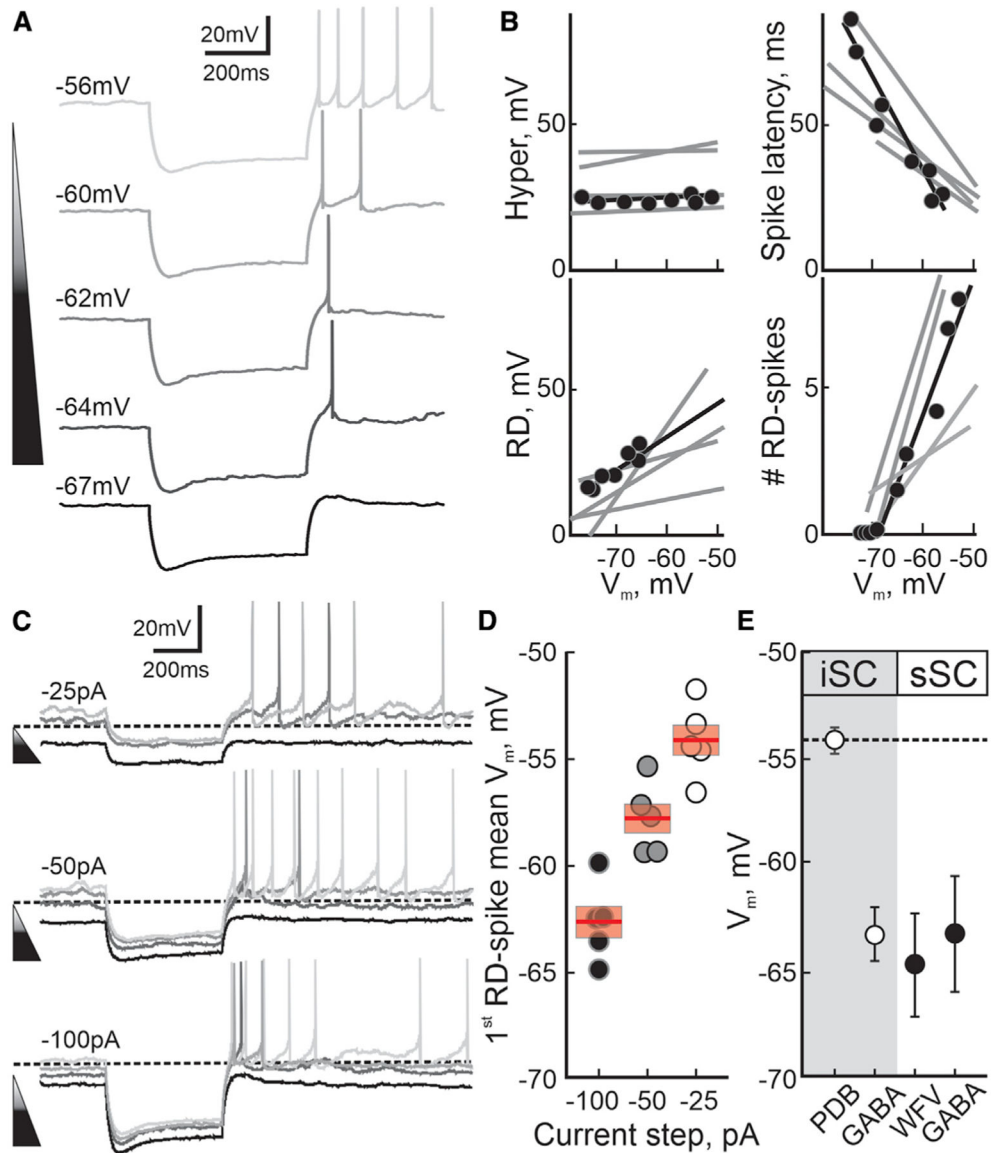 A
20mV
200ms
-56mV
-60mV
-62mV
-64mV
-67mV
B
Hyper, mV
50
0
Spike latency, ms
50
0
RD, mV
50
0
-70 -60 -50
Vm, mV
# RD-spikes
5
0
-70 -60 -50
Vm, mV
C
20mV
200ms
-25pA
-50pA
-100pA
D
1st RD-spike mean Vm, mV
-50
-55
-60
-65
-70
-100 -50 -25
Current step, pA
E
Vm, mV
-50
-55
-60
-65
-70
iSC sSC
PDB
GABA
WFV
GABA